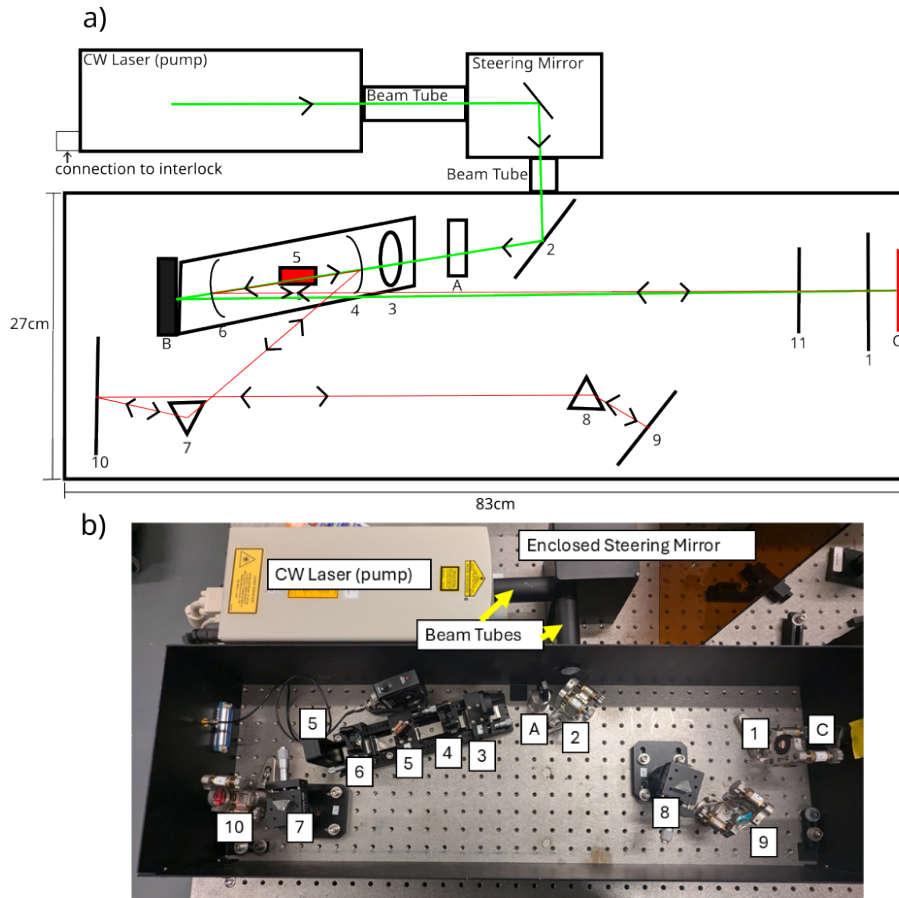 a)
CW Laser (pump)
Steering Mirror
Beam Tube
connection to interlock
Beam Tube
2
5
A
3
4
6
B
27cm
11
1
C
7
8
9
10
83cm
b)
Enclosed Steering Mirror
CW Laser (pump)
Beam Tubes
5
A
2
1
C
6
5
4
3
8
10
7
9